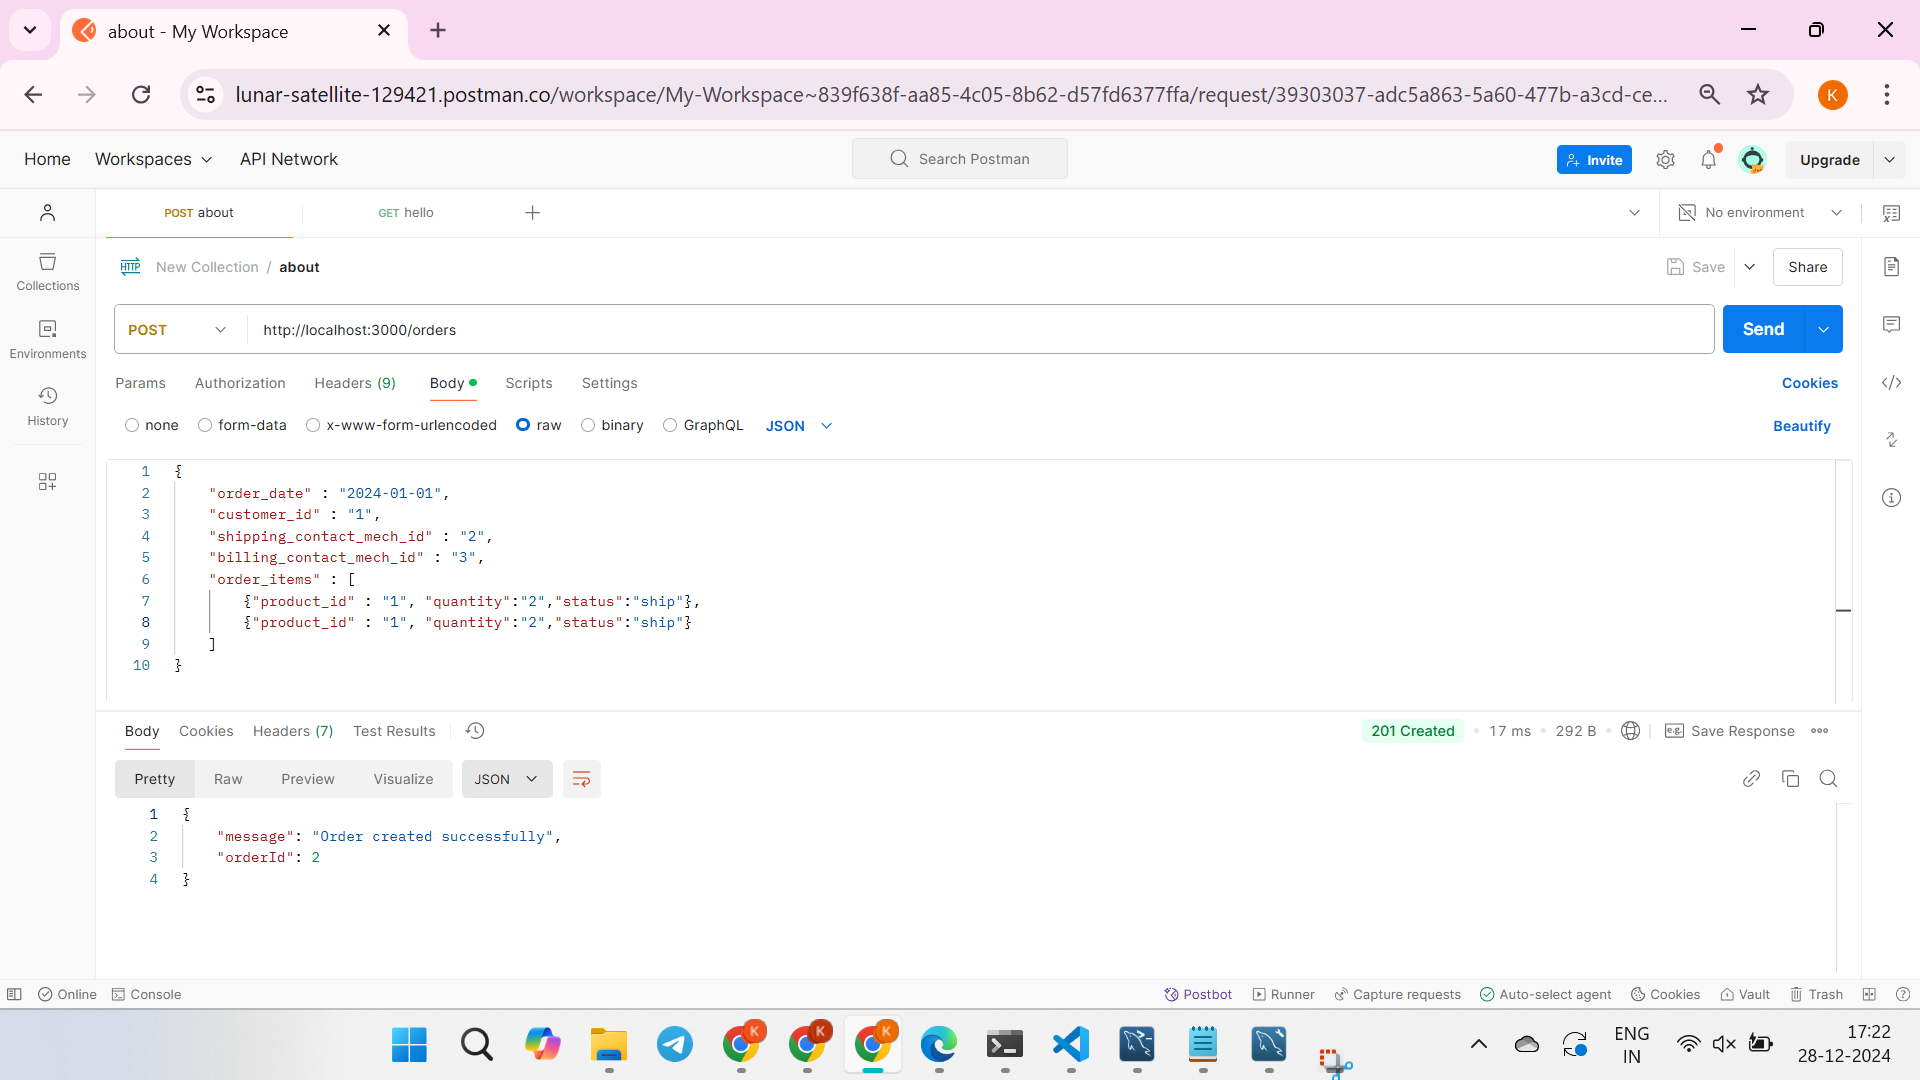 about - My Workspace
lunar-satellite-129421.postman.co/workspace/My-Workspace~839f638f-aa85-4c05-8b62-d57fd6377ffa/request/39303037-adc5a863-5a60-477b-a3cd-ce...
K
Home Workspaces API Network Search Postman Invite Upgrade
POST about GET hello No environment
New Collection / about Save Share
POST http://localhost:3000/orders Send
Params Authorization Headers (9) Body Scripts Settings Cookies
none form-data x-www-form-urlencoded raw binary GraphQL JSON Beautify
Collections
Environments
History
1 {
2 "order_date" : "2024-01-01",
3 "customer_id" : "1",
4 "shipping_contact_mech_id" : "2",
5 "billing_contact_mech_id" : "3",
6 "order_items" : [
7 {"product_id" : "1", "quantity":"2","status":"ship"},
8 {"product_id" : "1", "quantity":"2","status":"ship"}
9 ]
10 }
Body Cookies Headers (7) Test Results 201 Created 17 ms 292 B e.g. Save Response
Pretty Raw Preview Visualize JSON
1 {
2 "message": "Order created successfully",
3 "orderId": 2
4 }
Online Console Postbot Runner Capture requests Auto-select agent Cookies Vault Trash
K K K
ENG
IN
17:22
28-12-2024